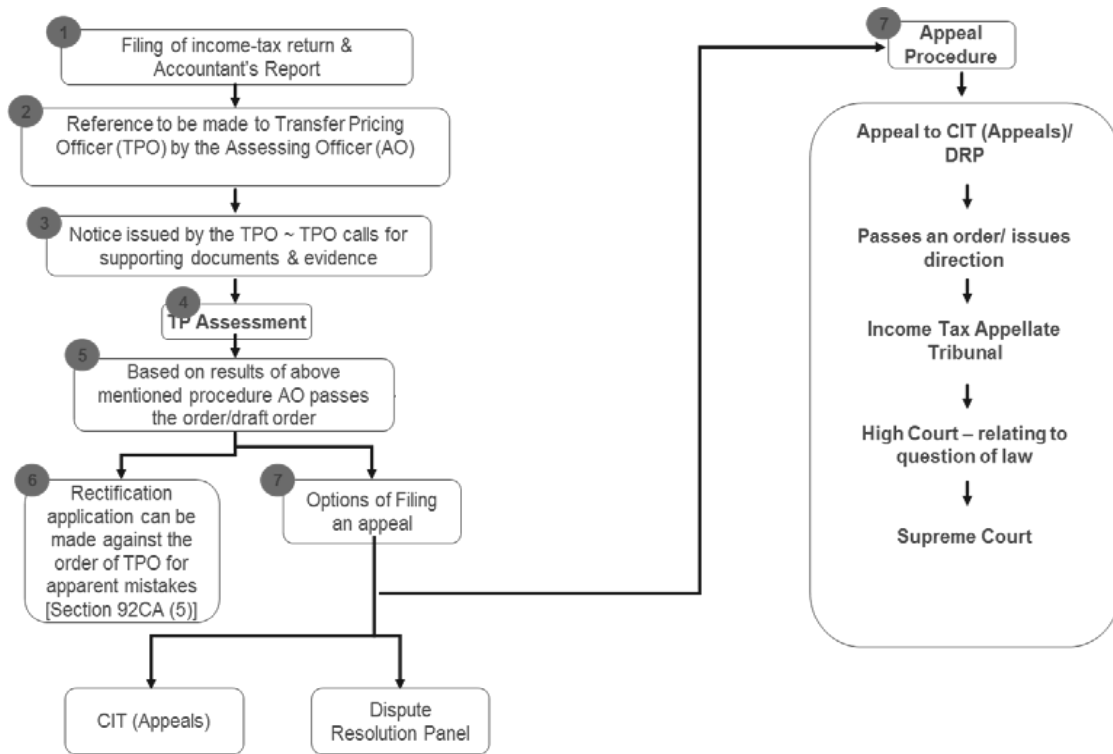 1
Filing of income-tax return &
Accountant's Report
2
Reference to be made to Transfer Pricing
Officer (TPO) by the Assessing Officer (AO)
3
Notice issued by the TPO ~ TPO calls for
supporting documents & evidence
4
TP Assessment
5
Based on results of above
mentioned procedure AO passes
the order/draft order
6
Rectification
application can be
made against the
order of TPO for
apparent mistakes
[Section 92CA (5)]
7
Options of Filing
an appeal
CIT (Appeals)
Dispute
Resolution Panel
7
Appeal
Procedure
Appeal to CIT (Appeals)/
DRP
Passes an order/ issues
direction
Income Tax Appellate
Tribunal
High Court – relating to
question of law
Supreme Court